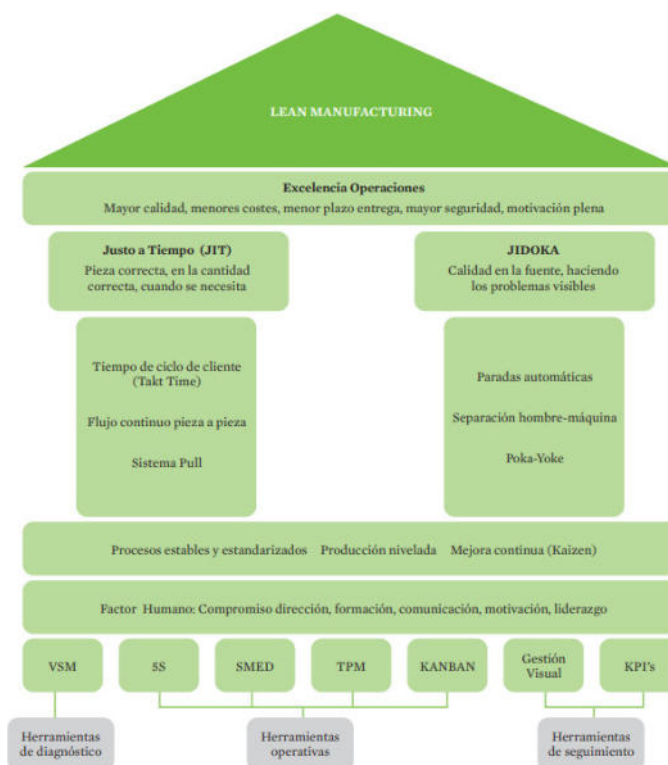 LEAN MANUFACTURING
Excelencia Operaciones
Mayor calidad, menores costes, menor plazo entrega, mayor seguridad, motivación plena
Justo a Tiempo (JIT)
Pieza correcta, en la cantidad
correcta, cuando se necesita
JIDOKA
Calidad en la fuente, haciendo
los problemas visibles
Tiempo de ciclo de cliente
(Takt Time)
Flujo continuo pieza a pieza
Sistema Pull
Paradas automáticas
Separación hombre-máquina
Poka-Yoke
Procesos estables y estandarizados Producción nivelada Mejora continua (Kaizen)
Factor Humano: Compromiso dirección, formación, comunicación, motivación, liderazgo
VSM
5S
SMED
TPM
KANBAN
Gestión
Visual
KPI's
Herramientas
de diagnóstico
Herramientas
operativas
Herramientas
de seguimiento